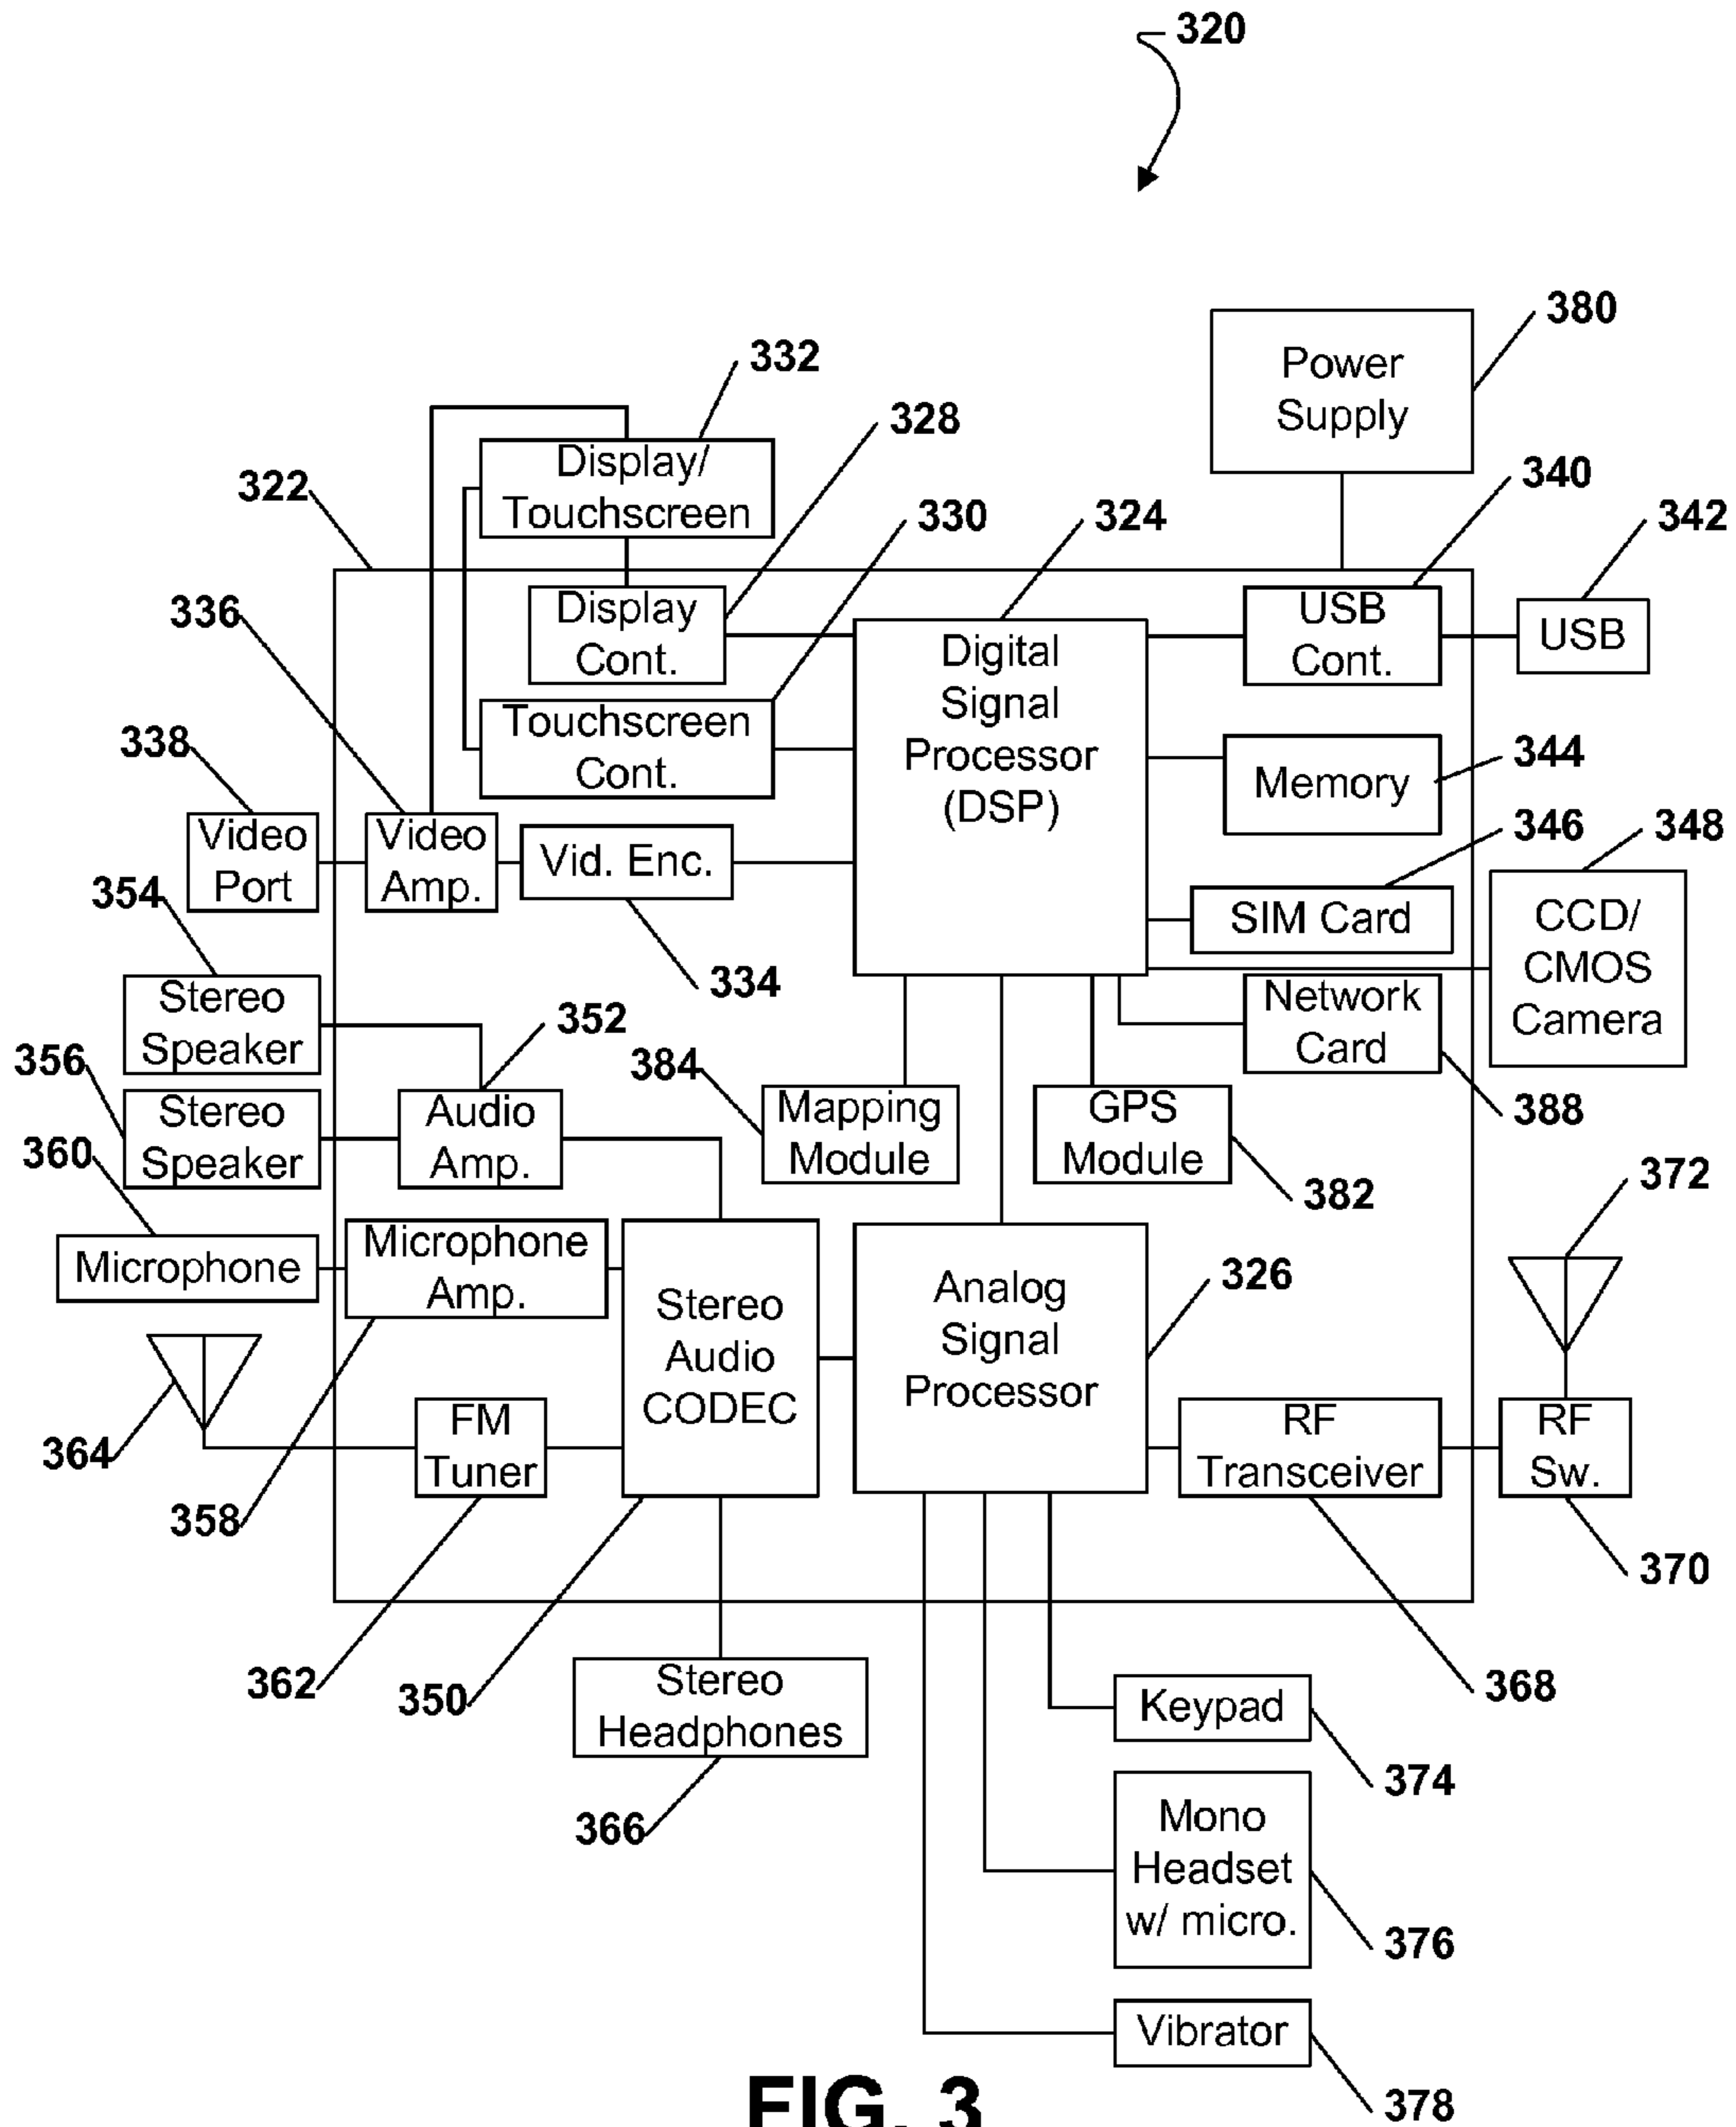 320
380
Power
Supply
332
328
Display/
Touchscreen
322
330
324
340
342
336
Display
Cont.
Digital
Signal
Processor
(DSP)
USB
Cont.
USB
338
Touchscreen
Cont.
Memory
344
346
348
Video
Port
Video
Amp.
Vid. Enc.
354
334
SIM Card
CCD/
CMOS
Camera
Stereo
Speaker
352
Network
Card
356
384
388
Stereo
Speaker
Audio
Amp.
Mapping
Module
GPS
Module
360
382
372
Microphone
Microphone
Amp.
Stereo
Audio
CODEC
Analog
Signal
Processor
326
364
FM
Tuner
RF
Transceiver
RF
Sw.
358
370
362
350
Stereo
Headphones
368
Keypad
374
366
Mono
Headset
w/ micro.
376
Vibrator
378
FIG. 3